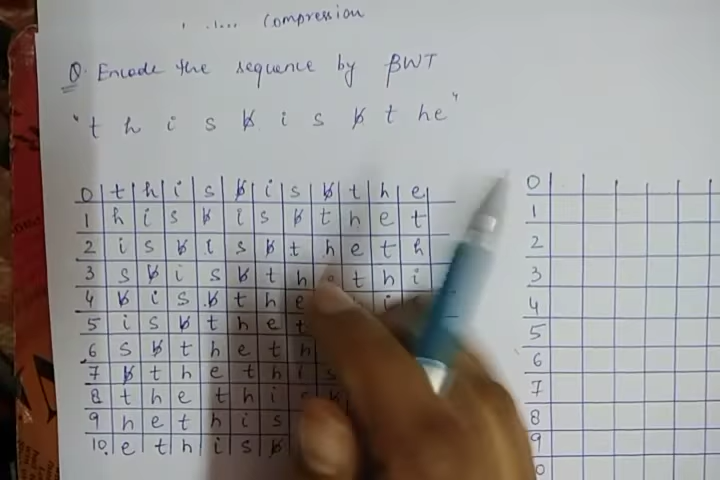 Compression
Q. Encode the sequence by BWT
"t h i s b̸ i s b̸ t he"
0 t h i s b̸ i s b̸ t h e
1 h i s b̸ i s b̸ t h e t
2 i s b̸ i s b̸ t h e t h
3 s b̸ i s b̸ t h e t h i
4 b̸ i s b̸ t h e
5 i s b̸ t h e t
6 s b̸ t h e t h
7 b̸ t h e t h i s
8 t h e t h i s b̸
9 h e t h i s
10. e t h i s b̸
0
1
2
3
4
5
6
7
8
9